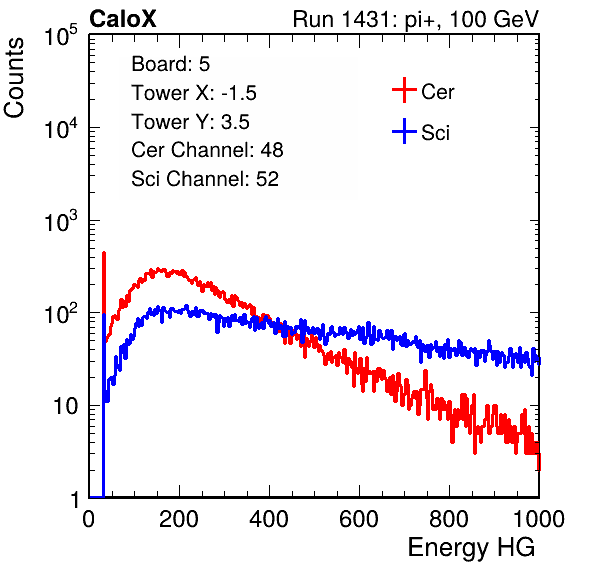 CaloX Run 1431: pi+, 100 GeV
Counts
Board: 5
Tower X: -1.5
Tower Y: 3.5
Cer Channel: 48
Sci Channel: 52
Cer
Sci
10^5
10^4
10^3
10^2
10
1
0 200 400 600 800 1000
Energy HG